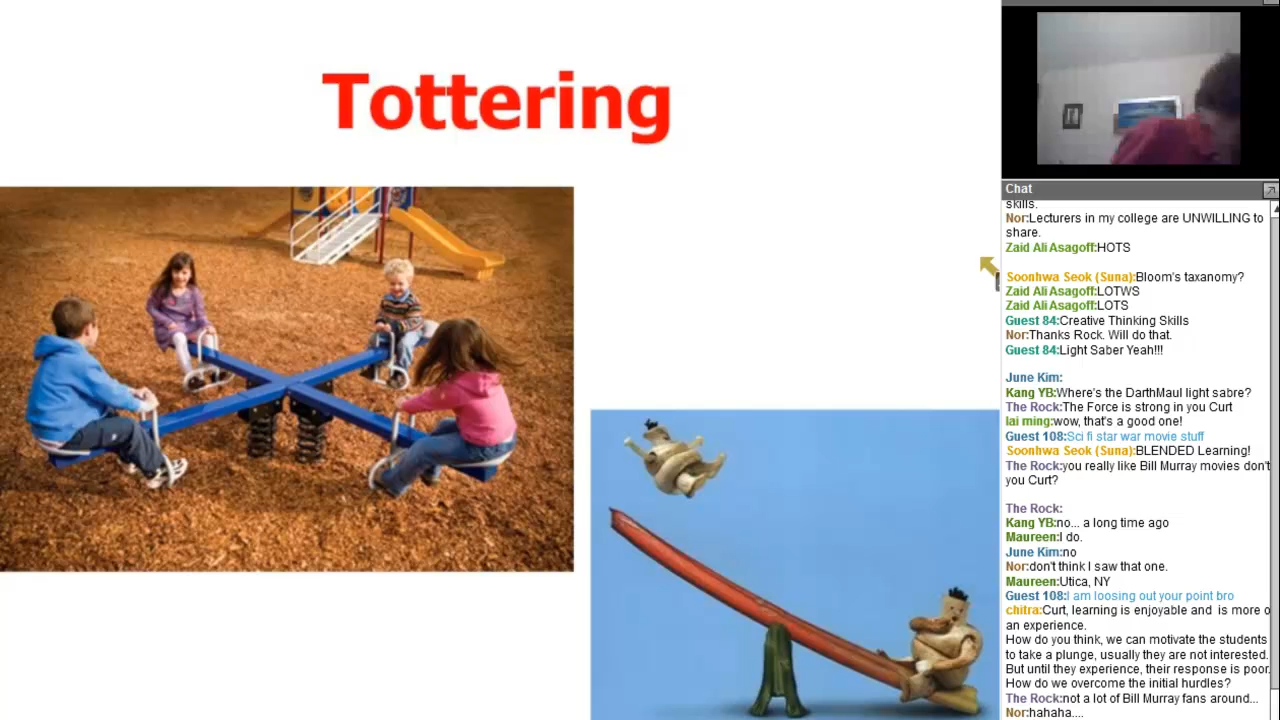 Tottering
Chat
skills.
Nor:Lecturers in my college are UNWILLING to
share.
Zaid Ali Asagoff:HOTS
Soonhwa Seok (Suna):Bloom's taxanomy?
Zaid Ali Asagoff:LOTWS
Zaid Ali Asagoff:LOTS
Guest 84:Creative Thinking Skills
Nor:Thanks Rock. Will do that.
Guest 84:Light Saber Yeah!!!
June Kim:
Kang YB:Where's the DarthMaul light sabre?
The Rock:The Force is strong in you Curt
lai ming:wow, that's a good one!
Guest 108:Sci fi star war movie stuff
Soonhwa Seok (Suna):BLENDED Learning!
The Rock:you really like Bill Murray movies don't
you Curt?
The Rock:
Kang YB:no... a long time ago
Maureen:I do.
June Kim:no
Nor:don't think I saw that one.
Maureen:Utica, NY
Guest 108:I am loosing out your point bro
chitra:Curt, learning is enjoyable and is more o
an experience.
How do you think, we can motivate the students
to take a plunge, usually they are not interested.
But until they experience, their response is poor.
How do we overcome the initial hurdles?
The Rock:not a lot of Bill Murray fans around...
Nor:hahaha....